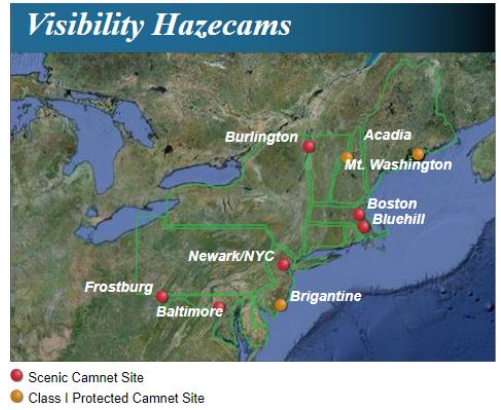 Visibility Hazecams
Burlington
Acadia
Mt. Washington
Boston
Bluehill
Newark/NYC
Frostburg
Baltimore
Brigantine
Scenic Camnet Site
Class I Protected Camnet Site